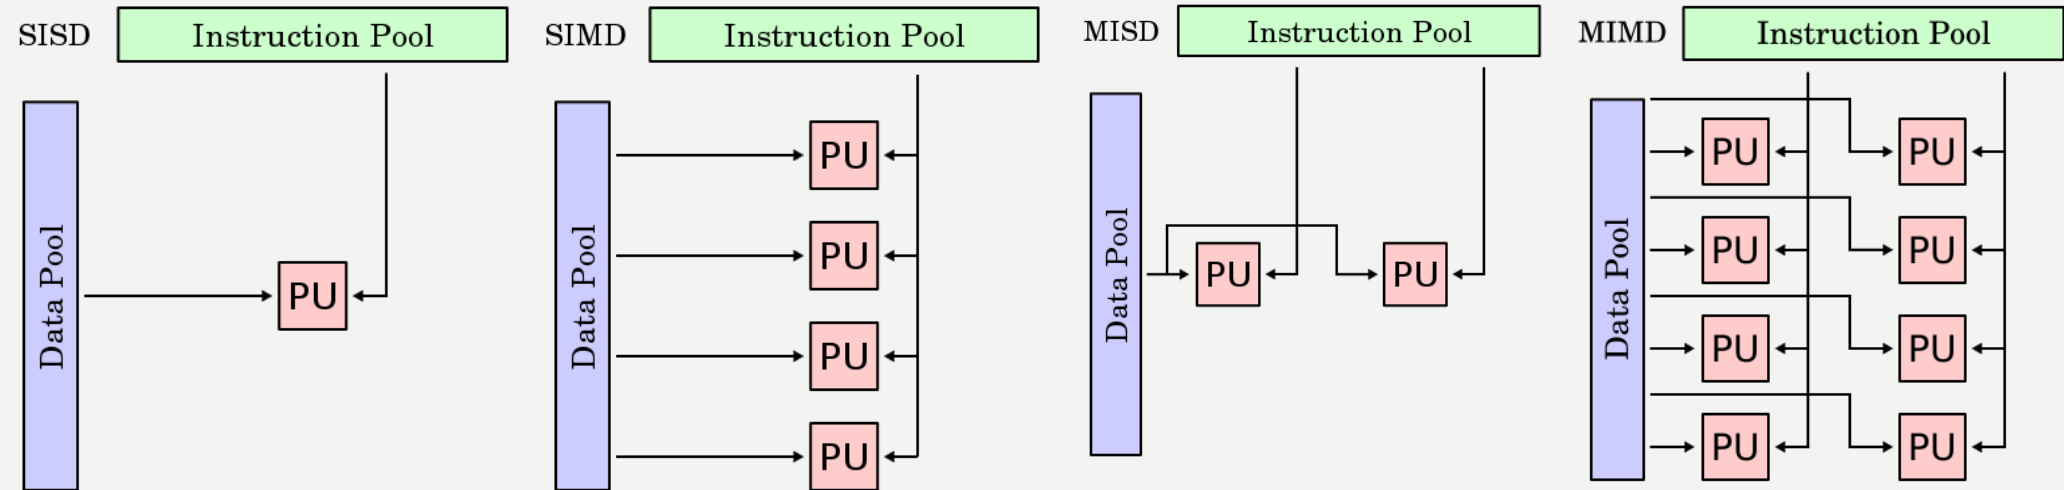 SISD
Instruction Pool
Data Pool
PU
SIMD
Instruction Pool
Data Pool
PU
PU
PU
PU
MISD
Instruction Pool
Data Pool
PU
PU
MIMD
Instruction Pool
Data Pool
PU
PU
PU
PU
PU
PU
PU
PU